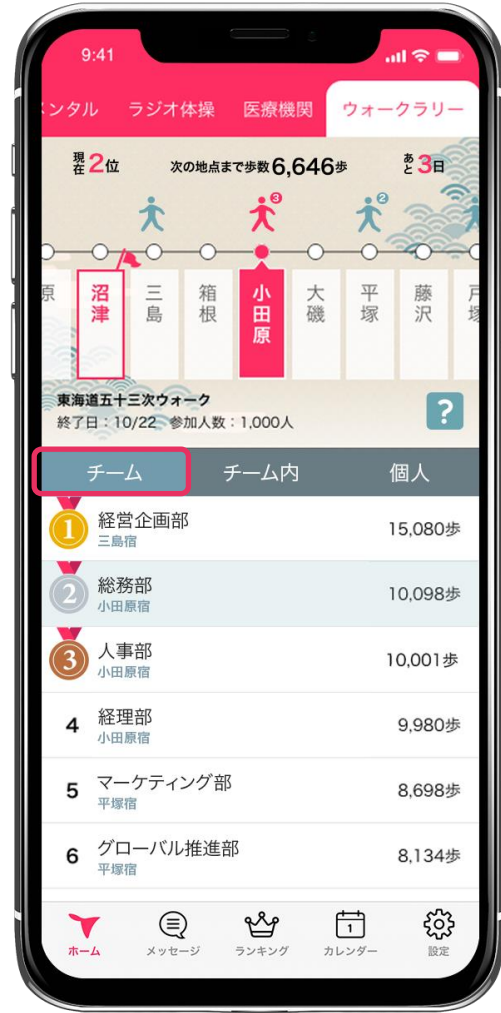 9:41
ンタル ラジオ体操 医療機関 ウォークラリー
現在2位 次の地点まで歩数6,646歩 あと3日
3 2
原 沼津 三島 箱根 小田原 大磯 平塚 藤沢 戸塚
東海道五十三次ウォーク
終了日：10/22 参加人数：1,000人
?
チーム チーム内 個人
1 経営企画部 15,080歩
三島宿
2 総務部 10,098歩
小田原宿
3 人事部 10,001歩
小田原宿
4 経理部 9,980歩
小田原宿
5 マーケティング部 8,698歩
平塚宿
6 グローバル推進部 8,134歩
平塚宿
1
ホーム メッセージ ランキング カレンダー 設定